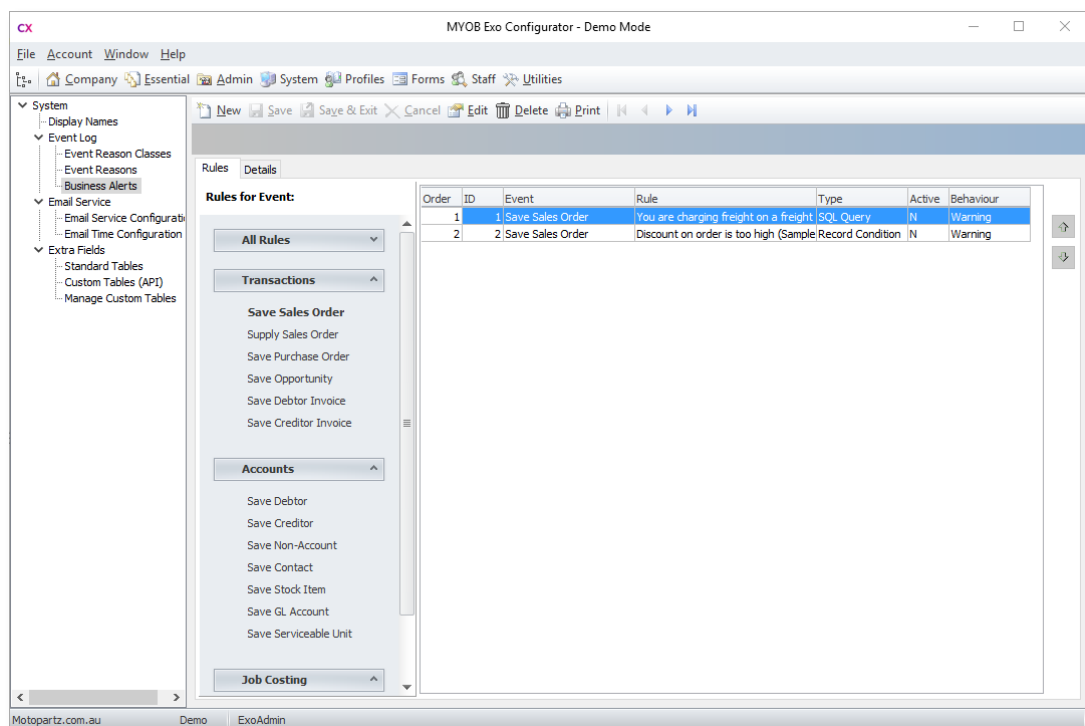 CX MYOB Exo Configurator - Demo Mode
File Account Window Help
Company Essential Admin System Profiles Forms Staff Utilities
System
Display Names
Event Log
Event Reason Classes
Event Reasons
Business Alerts
Email Service
Email Service Configurati
Email Time Configuration
Extra Fields
Standard Tables
Custom Tables (API)
Manage Custom Tables
New Save Save & Exit Cancel Edit Delete Print
Rules Details
Rules for Event:
All Rules
Transactions
Save Sales Order
Supply Sales Order
Save Purchase Order
Save Opportunity
Save Debtor Invoice
Save Creditor Invoice
Accounts
Save Debtor
Save Creditor
Save Non-Account
Save Contact
Save Stock Item
Save GL Account
Save Serviceable Unit
Job Costing
Order ID Event Rule Type Active Behaviour
1 1 Save Sales Order You are charging freight on a freight SQL Query N Warning
2 2 Save Sales Order Discount on order is too high (Sample Record Condition N Warning
Motopartz.com.au Demo ExoAdmin